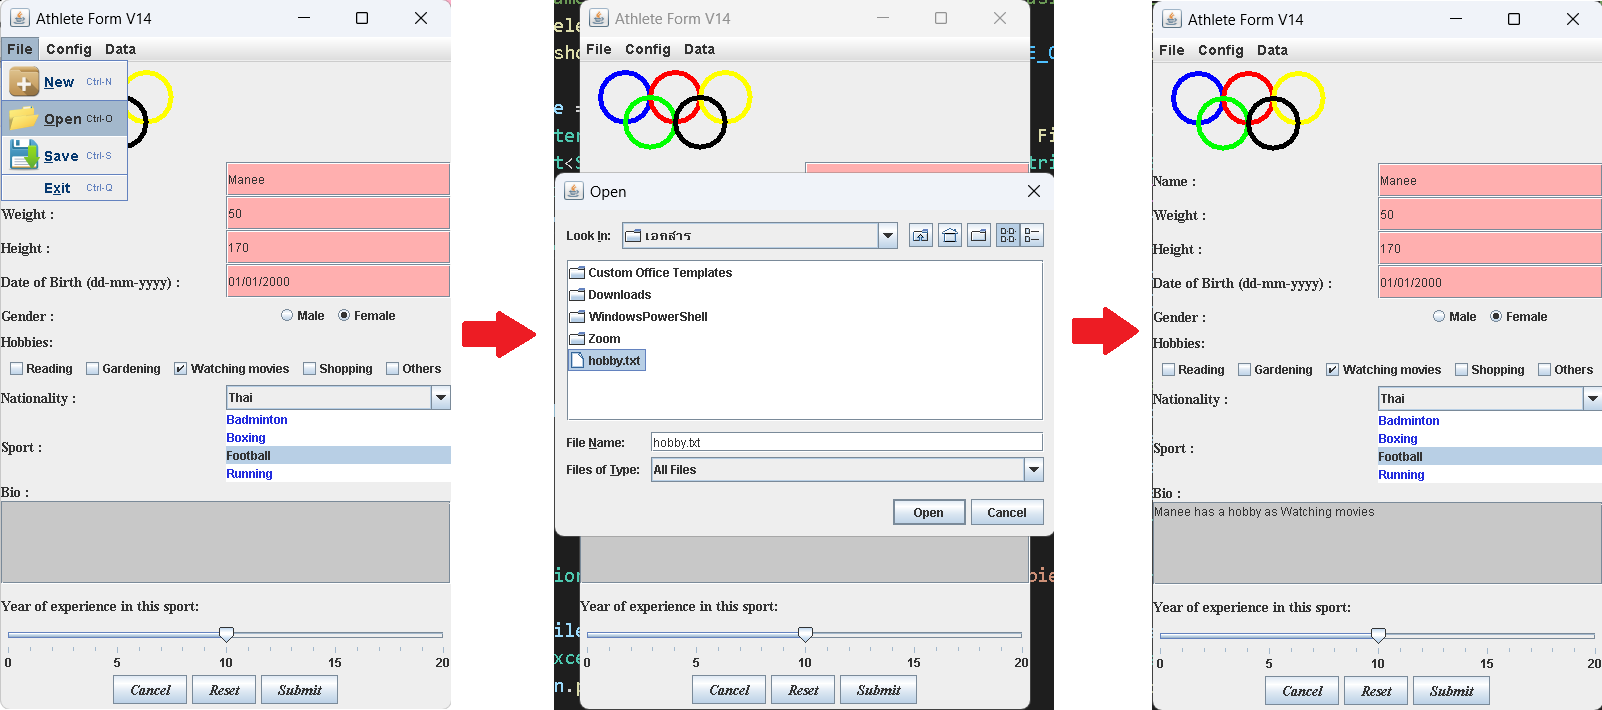 Athlete Form V14
File Config Data
New Ctrl-N
Open Ctrl-O
Save Ctrl-S
Exit Ctrl-Q
Manee
Weight : 50
Height : 170
Date of Birth (dd-mm-yyyy) : 01/01/2000
Gender : Male Female
Hobbies:
Reading Gardening Watching movies Shopping Others
Nationality : Thai
Badminton
Boxing
Sport :
Football
Running
Bio :
Year of experience in this sport:
0 5 10 15 20
Cancel Reset Submit
Athlete Form V14
File Config Data
Open
Look In: เอกสาร
Custom Office Templates
Downloads
WindowsPowerShell
Zoom
hobby.txt
File Name: hobby.txt
Files of Type: All Files
Open Cancel
Year of experience in this sport:
0 5 10 15 20
Cancel Reset Submit
Athlete Form V14
File Config Data
Name : Manee
Weight : 50
Height : 170
Date of Birth (dd-mm-yyyy) : 01/01/2000
Gender : Male Female
Hobbies:
Reading Gardening Watching movies Shopping Others
Nationality : Thai
Badminton
Boxing
Sport :
Football
Running
Bio :
Manee has a hobby as Watching movies
Year of experience in this sport:
0 5 10 15 20
Cancel Reset Submit